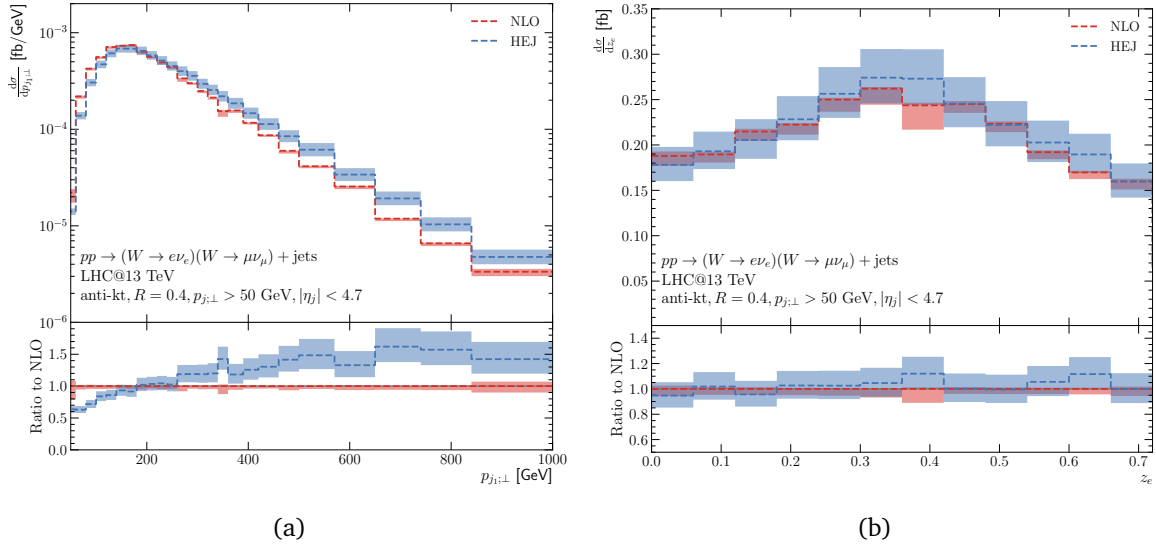 10⁻³
10⁻⁴
10⁻⁵
10⁻⁶
dσ/dp_{j₁;⊥} [fb/GeV]
NLO
HEJ
pp → (W → eν_e)(W → μν_μ) + jets
LHC@13 TeV
anti-kt, R = 0.4, p_{j;⊥} > 50 GeV, |η_j| < 4.7
Ratio to NLO
1.5
1.0
0.5
0.0
200 400 600 800 1000
p_{j₁;⊥} [GeV]
(a)
dσ/dz_e [fb]
0.35
0.30
0.25
0.20
0.15
0.10
0.05
0.00
NLO
HEJ
pp → (W → eν_e)(W → μν_μ) + jets
LHC@13 TeV
anti-kt, R = 0.4, p_{j;⊥} > 50 GeV, |η_j| < 4.7
Ratio to NLO
1.4
1.2
1.0
0.8
0.6
0.0 0.1 0.2 0.3 0.4 0.5 0.6 0.7
z_e
(b)